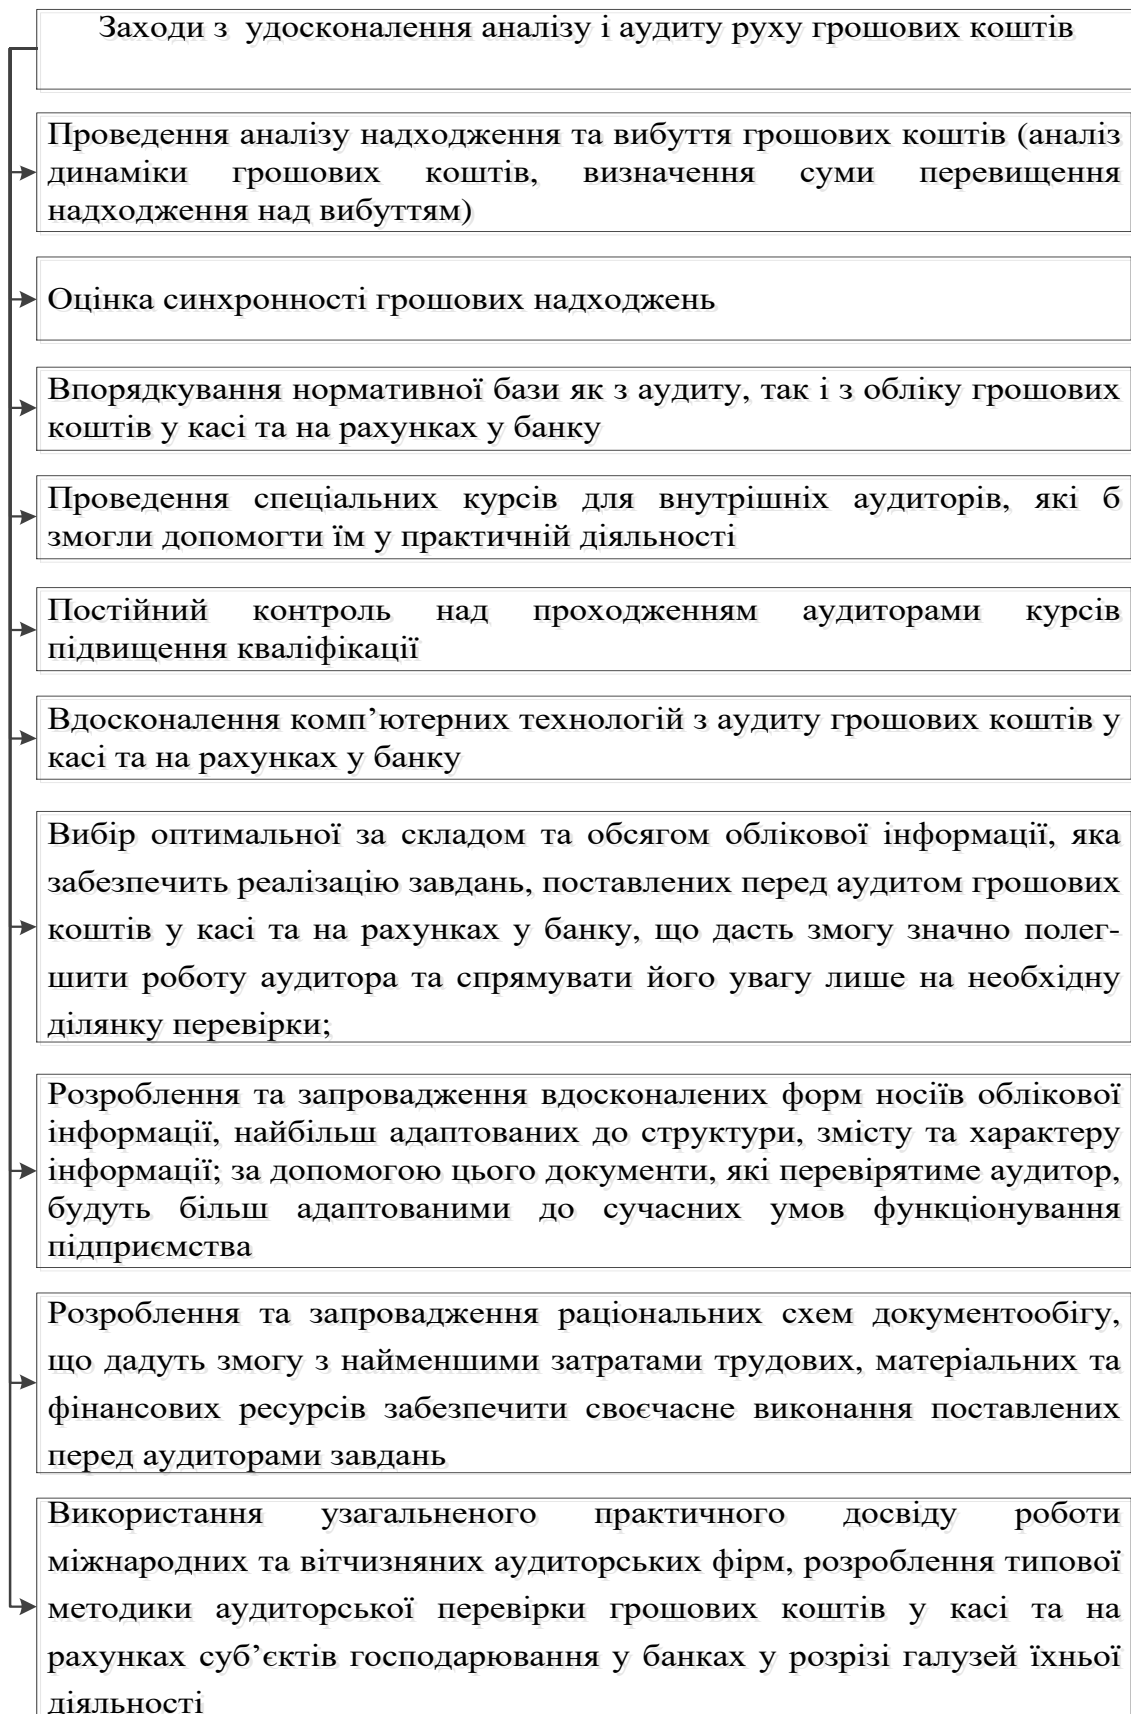 Заходи з удосконалення аналізу і аудиту руху грошових коштів
Проведення аналізу надходження та вибуття грошових коштів (аналіз
динаміки грошових коштів, визначення суми перевищення
надходження над вибуттям)
Оцінка синхронності грошових надходжень
Впорядкування нормативної бази як з аудиту, так і з обліку грошових
коштів у касі та на рахунках у банку
Проведення спеціальних курсів для внутрішніх аудиторів, які б
змогли допомогти їм у практичній діяльності
Постійний контроль над проходженням аудиторами курсів
підвищення кваліфікації
Вдосконалення комп’ютерних технологій з аудиту грошових коштів у
касі та на рахунках у банку
Вибір оптимальної за складом та обсягом облікової інформації, яка
забезпечить реалізацію завдань, поставлених перед аудитом грошових
коштів у касі та на рахунках у банку, що дасть змогу значно полег-
шити роботу аудитора та спрямувати його увагу лише на необхідну
ділянку перевірки;
Розроблення та запровадження вдосконалених форм носіїв облікової
інформації, найбільш адаптованих до структури, змісту та характеру
інформації; за допомогою цього документи, які перевірятиме аудитор,
будуть більш адаптованими до сучасних умов функціонування
підприємства
Розроблення та запровадження раціональних схем документообігу,
що дадуть змогу з найменшими затратами трудових, матеріальних та
фінансових ресурсів забезпечити своєчасне виконання поставлених
перед аудиторами завдань
Використання узагальненого практичного досвіду роботи
міжнародних та вітчизняних аудиторських фірм, розроблення типової
методики аудиторської перевірки грошових коштів у касі та на
рахунках суб’єктів господарювання у банках у розрізі галузей їхньої
діяльності